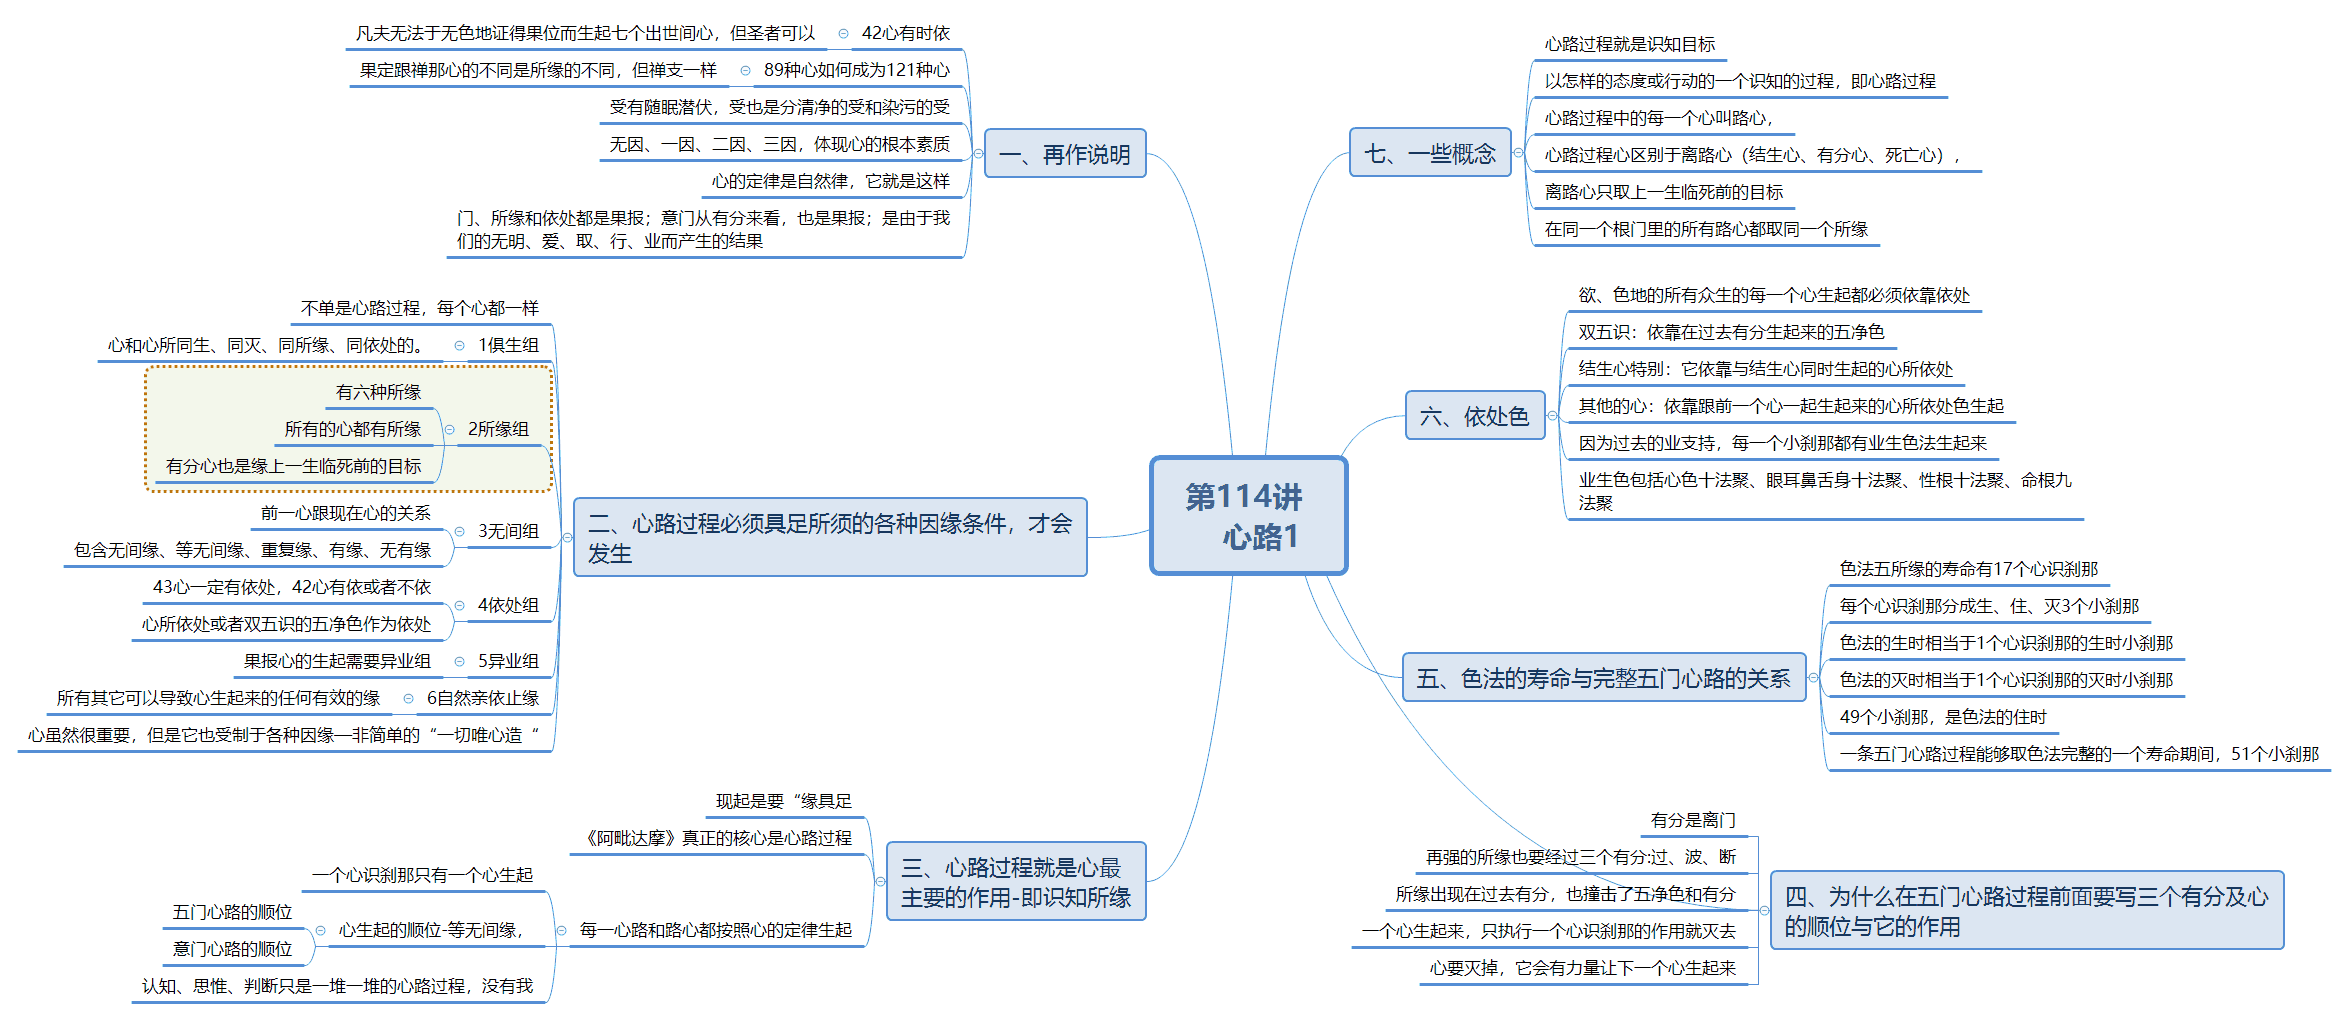 第114讲
心路1
一、再作说明
42心有时依
凡夫无法于无色地证得果位而生起七个出世间心，但圣者可以
89种心如何成为121种心
果定跟禅那心的不同是所缘的不同，但禅支一样
受有随眠潜伏，受也是分清净的受和染污的受
无因、一因、二因、三因，体现心的根本素质
心的定律是自然律，它就是这样
门、所缘和依处都是果报；意门从有分来看，也是果报；是由于我
们的无明、爱、取、行、业而产生的结果
二、心路过程必须具足所须的各种因缘条件，才会
发生
不单是心路过程，每个心都一样
1俱生组
心和心所同生、同灭、同所缘、同依处的。
2所缘组
有六种所缘
所有的心都有所缘
有分心也是缘上一生临死前的目标
3无间组
前一心跟现在心的关系
包含无间缘、等无间缘、重复缘、有缘、无有缘
4依处组
43心一定有依处，42心有依或者不依
心所依处或者双五识的五净色作为依处
5异业组
果报心的生起需要异业组
6自然亲依止缘
所有其它可以导致心生起来的任何有效的缘
心虽然很重要，但是它也受制于各种因缘—非简单的“一切唯心造“
三、心路过程就是心最
主要的作用-即识知所缘
现起是要“缘具足
《阿毗达摩》真正的核心是心路过程
每一心路和路心都按照心的定律生起
一个心识刹那只有一个心生起
心生起的顺位-等无间缘，
五门心路的顺位
意门心路的顺位
认知、思惟、判断只是一堆一堆的心路过程，没有我
四、为什么在五门心路过程前面要写三个有分及心
的顺位与它的作用
有分是离门
再强的所缘也要经过三个有分:过、波、断
所缘出现在过去有分，也撞击了五净色和有分
一个心生起来，只执行一个心识刹那的作用就灭去
心要灭掉，它会有力量让下一个心生起来
五、色法的寿命与完整五门心路的关系
色法五所缘的寿命有17个心识刹那
每个心识刹那分成生、住、灭3个小刹那
色法的生时相当于1个心识刹那的生时小刹那
色法的灭时相当于1个心识刹那的灭时小刹那
49个小刹那，是色法的住时
一条五门心路过程能够取色法完整的一个寿命期间，51个小刹那
六、依处色
欲、色地的所有众生的每一个心生起都必须依靠依处
双五识：依靠在过去有分生起来的五净色
结生心特别：它依靠与结生心同时生起的心所依处
其他的心：依靠跟前一个心一起生起来的心所依处色生起
因为过去的业支持，每一个小刹那都有业生色法生起来
业生色包括心色十法聚、眼耳鼻舌身十法聚、性根十法聚、命根九
法聚
七、一些概念
心路过程就是识知目标
以怎样的态度或行动的一个识知的过程，即心路过程
心路过程中的每一个心叫路心，
心路过程心区别于离路心（结生心、有分心、死亡心），
离路心只取上一生临死前的目标
在同一个根门里的所有路心都取同一个所缘